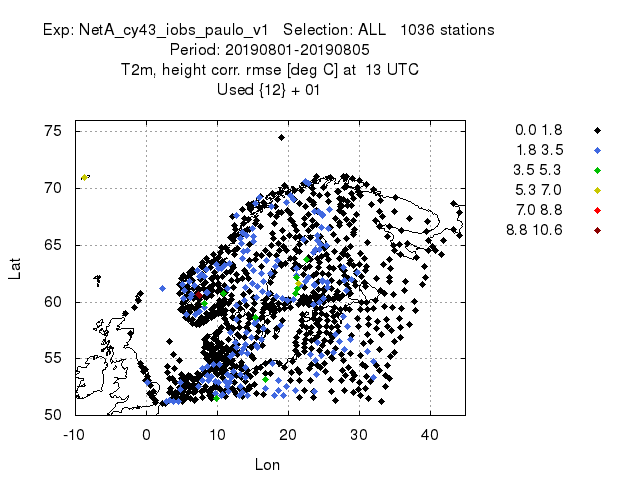 Exp: NetA_cy43_iobs_paulo_v1   Selection: ALL   1036 stations
Period: 20190801-20190805
T2m, height corr. rmse [deg C] at  13 UTC
Used {12} + 01
0.0 1.8
1.8 3.5
3.5 5.3
5.3 7.0
7.0 8.8
8.8 10.6
75
70
65
60
55
50
Lat
-10 0 10 20 30 40
Lon